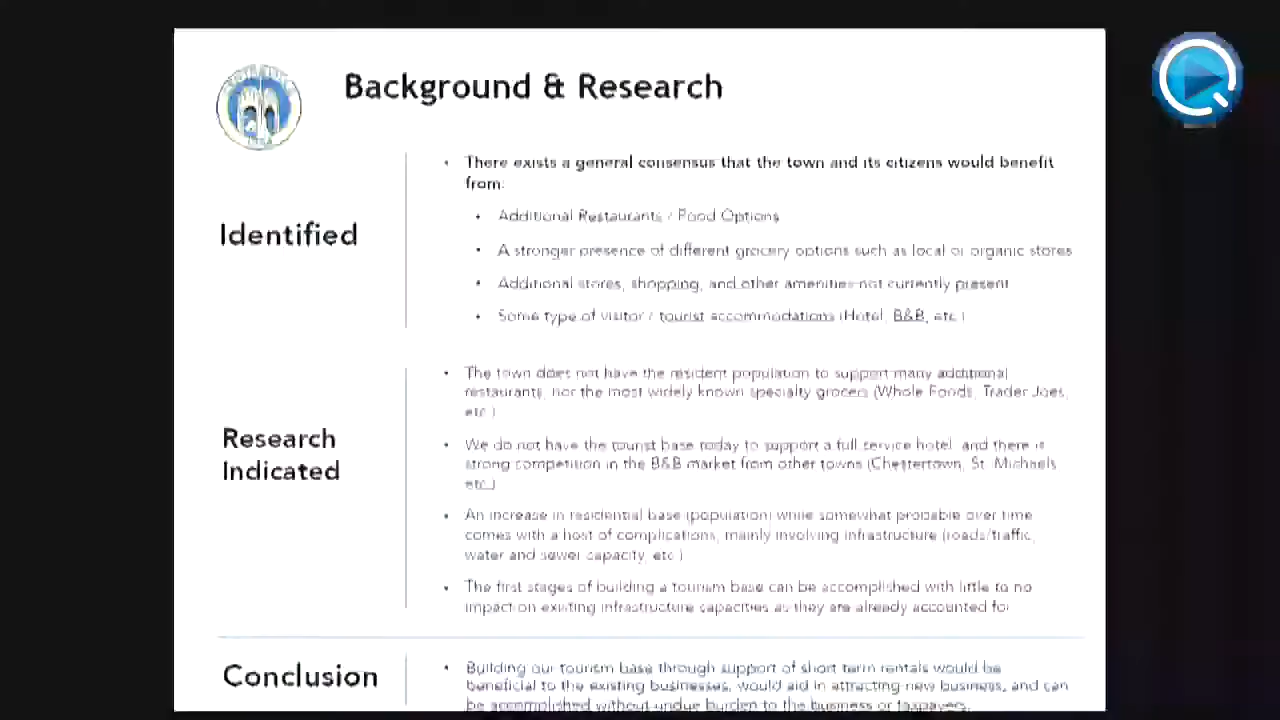 Background & Research
Identified
• There exists a general consensus that the town and its citizens would benefit
from:
• Additional Restaurants / Food Options
• A stronger presence of different grocery options such as local or organic stores
• Additional stores, shopping, and other amenities not currently present
• Some type of visitor / tourist accommodations (Hotel, B&B, etc.)
Research
Indicated
• The town does not have the resident population to support many additional
restaurants, nor the most widely known specialty grocers (Whole Foods, Trader Joes,
etc.)
• We do not have the tourist base today to support a full service hotel, and there is
strong competition in the B&B market from other towns (Chestertown, St. Michaels
etc.)
• An increase in residential base (population) while somewhat probable over time
comes with a host of complications, mainly involving infrastructure (roads/traffic,
water and sewer capacity, etc.)
• The first stages of building a tourism base can be accomplished with little to no
impact on existing infrastructure capacities as they are already accounted for
Conclusion
• Building our tourism base through support of short term rentals would be
beneficial to the existing businesses, would aid in attracting new business, and can
be accomplished without undue burden to the business or taxpayers.